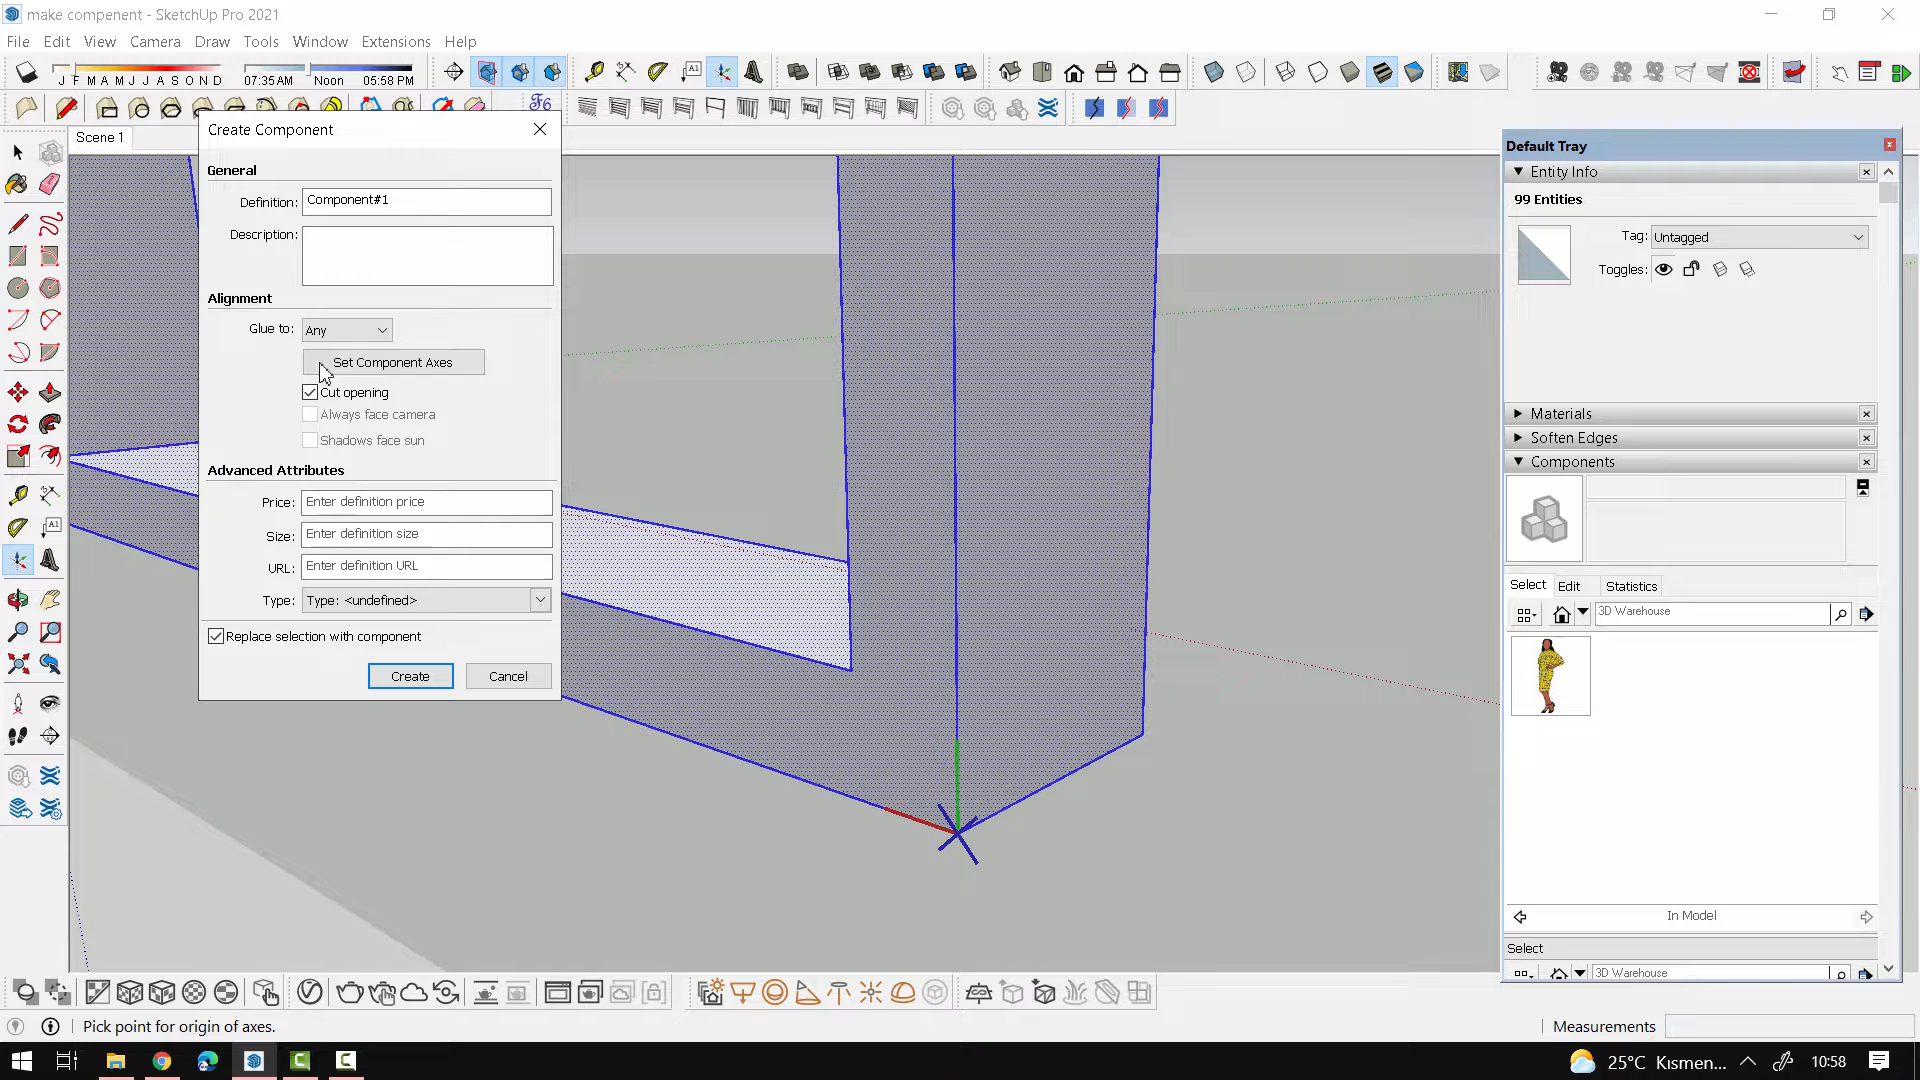 make compenent - SketchUp Pro 2021
File Edit View Camera Draw Tools Window Extensions Help
J F M A M J J A S O N D 07:35 AM Noon 05:58 PM
A1
F6
Scene 1
Create Component
General
Definition: Component#1
Description:
Alignment
Glue to: Any
Set Component Axes
Cut opening
Always face camera
Shadows face sun
Advanced Attributes
Price: Enter definition price
Size: Enter definition size
URL: Enter definition URL
Type: Type: <undefined>
Replace selection with component
Create Cancel
A1
Default Tray
Entity Info
99 Entities
Tag: Untagged
Toggles:
Materials
Soften Edges
Components
Select Edit Statistics
3D Warehouse
In Model
Select
3D Warehouse
Pick point for origin of axes.
Measurements
25°C Kısmen... 10:58